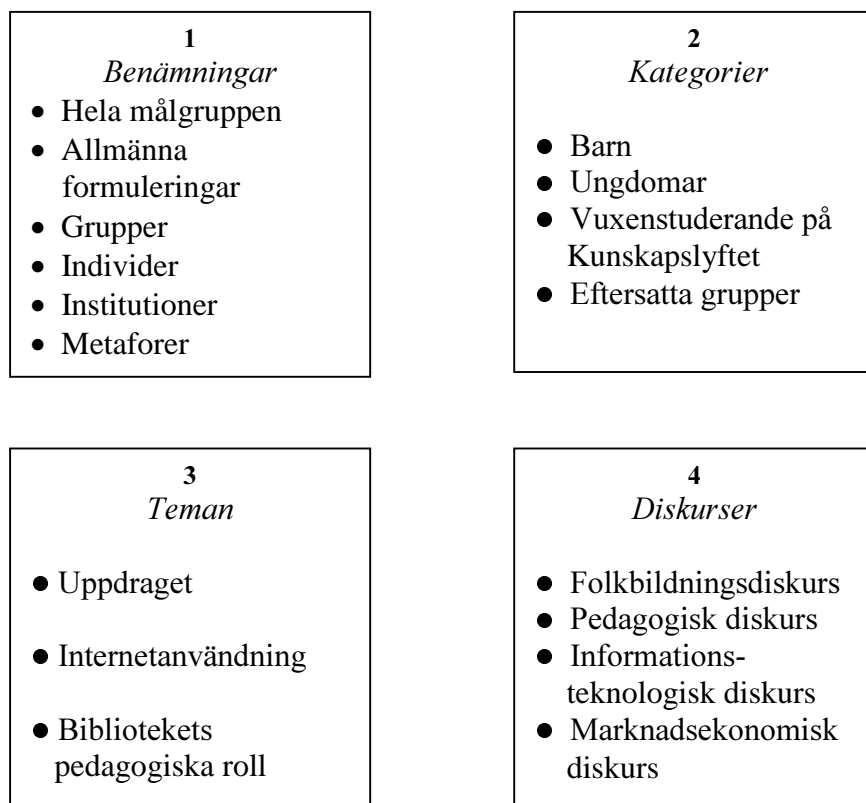 1
Benämningar
● Hela målgruppen
● Allmänna
formuleringar
● Grupper
● Individer
● Institutioner
● Metaforer
2
Kategorier
● Barn
● Ungdomar
● Vuxenstuderande på
Kunskapslyftet
● Eftersatta grupper
3
Teman
● Uppdraget
● Internetanvändning
● Bibliotekets
pedagogiska roll
4
Diskurser
● Folkbildningsdiskurs
● Pedagogisk diskurs
● Informations-
teknologisk diskurs
● Marknadsekonomisk
diskurs